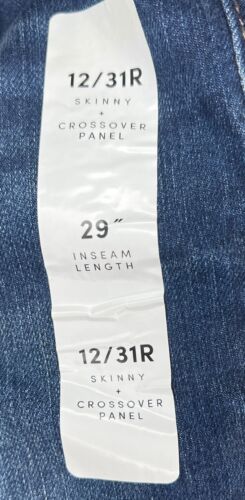 12/31R
SKINNY
+
CROSSOVER
PANEL
29"
INSEAM
LENGTH
12/31R
SKINNY
+
CROSSOVER
PANEL